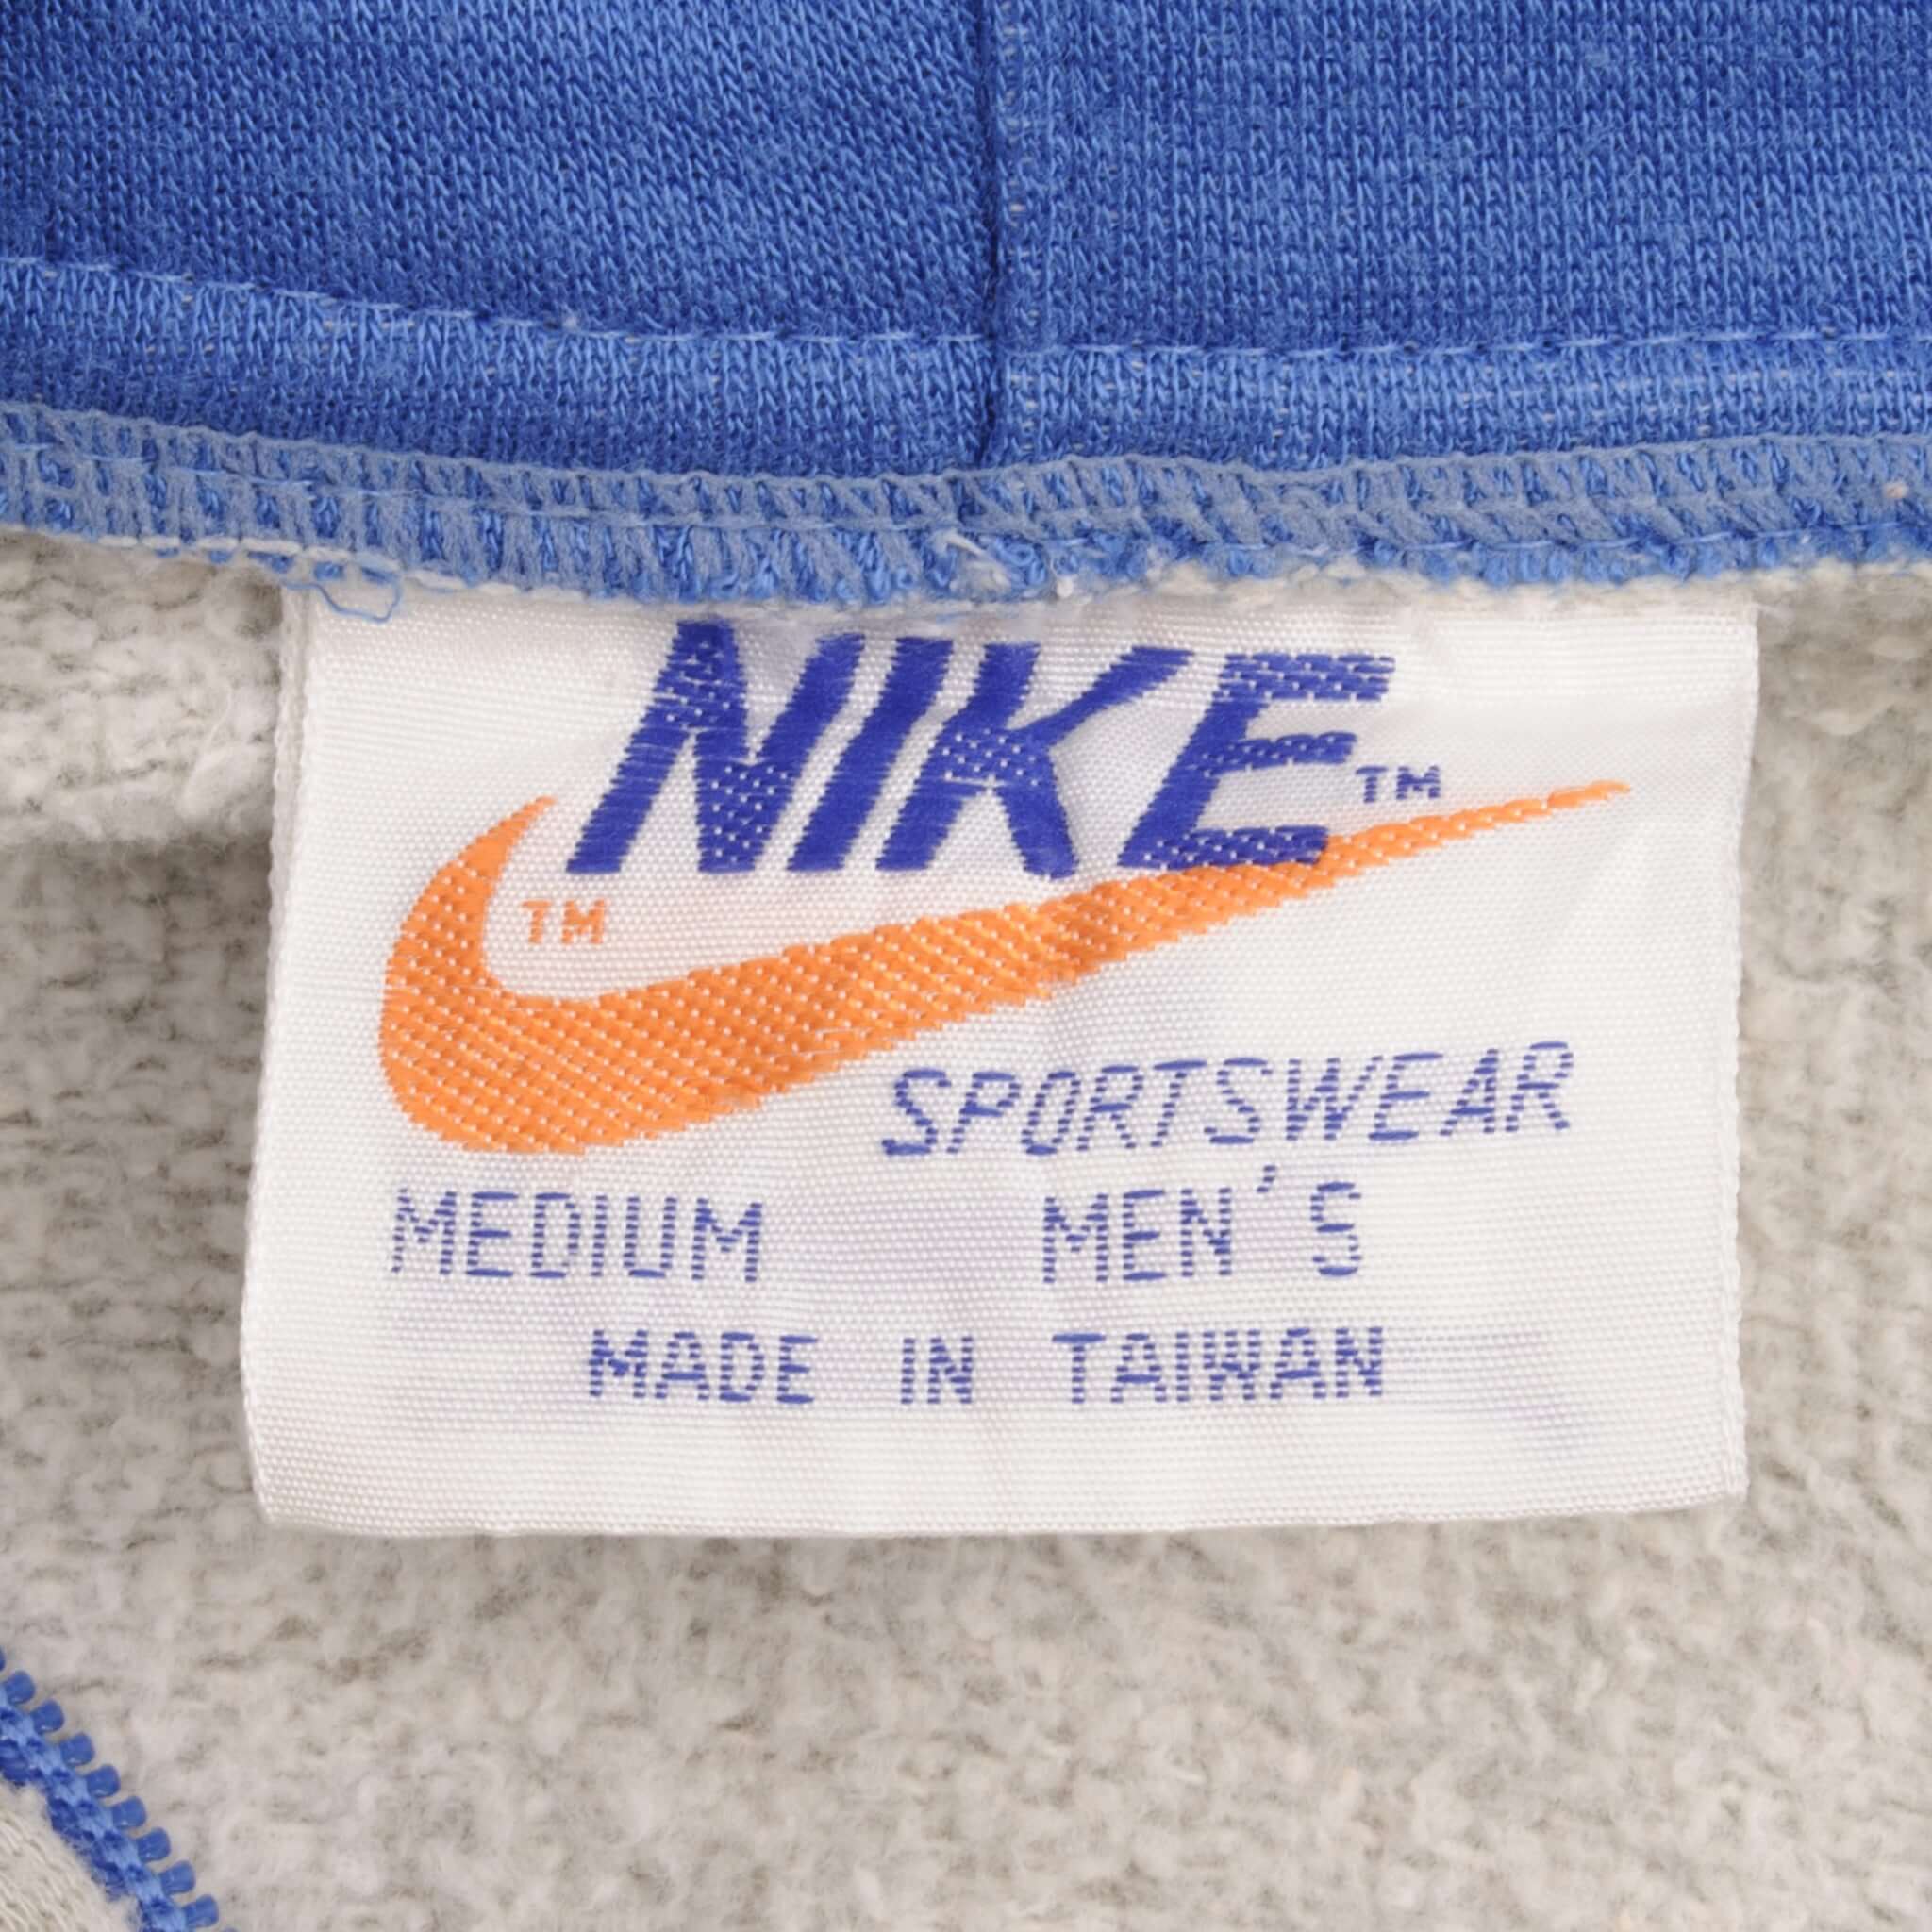 NIKE™
™
SPORTSWEAR
MEDIUM MEN'S
MADE IN TAIWAN